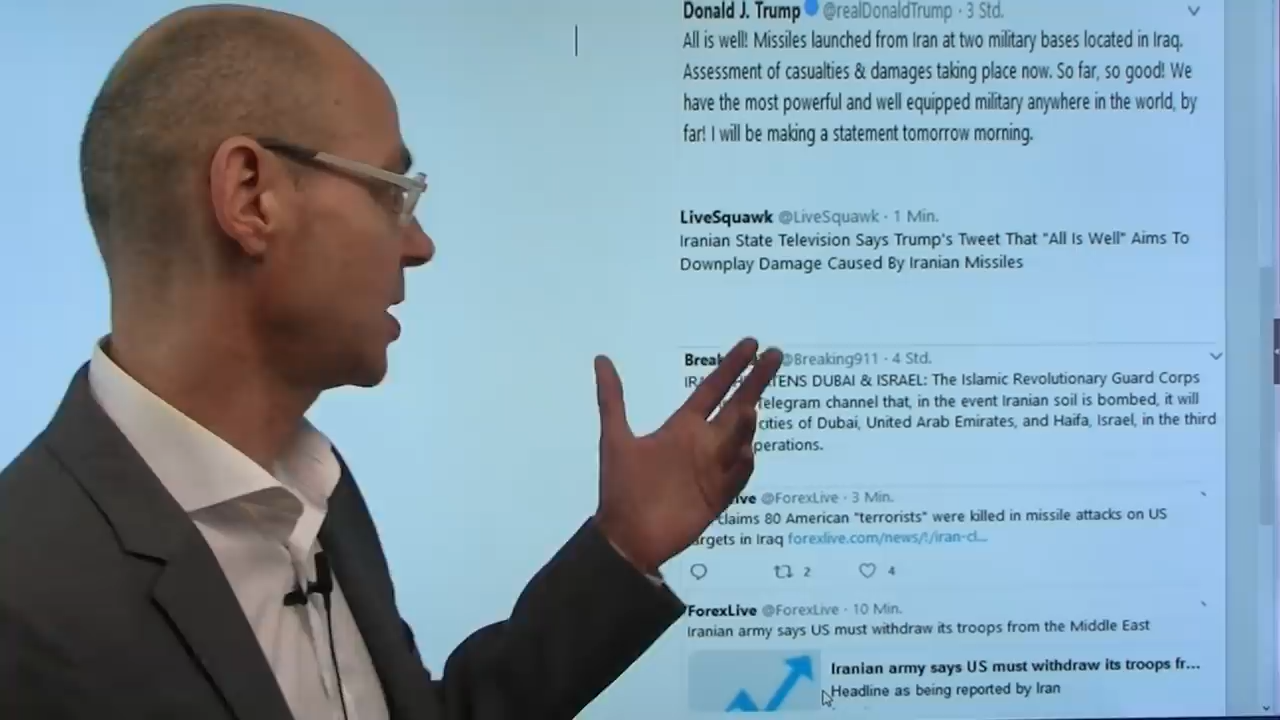 Donald J. Trump @realDonaldTrump · 3 Std.
All is well! Missiles launched from Iran at two military bases located in Iraq.
Assessment of casualties & damages taking place now. So far, so good! We
have the most powerful and well equipped military anywhere in the world, by
far! I will be making a statement tomorrow morning.
LiveSquawk @LiveSquawk · 1 Min.
Iranian State Television Says Trump's Tweet That "All Is Well" Aims To
Downplay Damage Caused By Iranian Missiles
@Breaking911 · 4 Std.
DUBAI & ISRAEL: The Islamic Revolutionary Guard Corps
Telegram channel that, in the event Iranian soil is bombed, it will
cities of Dubai, United Arab Emirates, and Haifa, Israel, in the third
@ForexLive · 3 Min.
claims 80 American "terrorists" were killed in missile attacks on US
in Iraq forexlive.com/news/!/iran-cl...
2 4
ForexLive @ForexLive · 10 Min.
Iranian army says US must withdraw its troops from the Middle East
Iranian army says US must withdraw its troops fr...
Headline as being reported by Iran